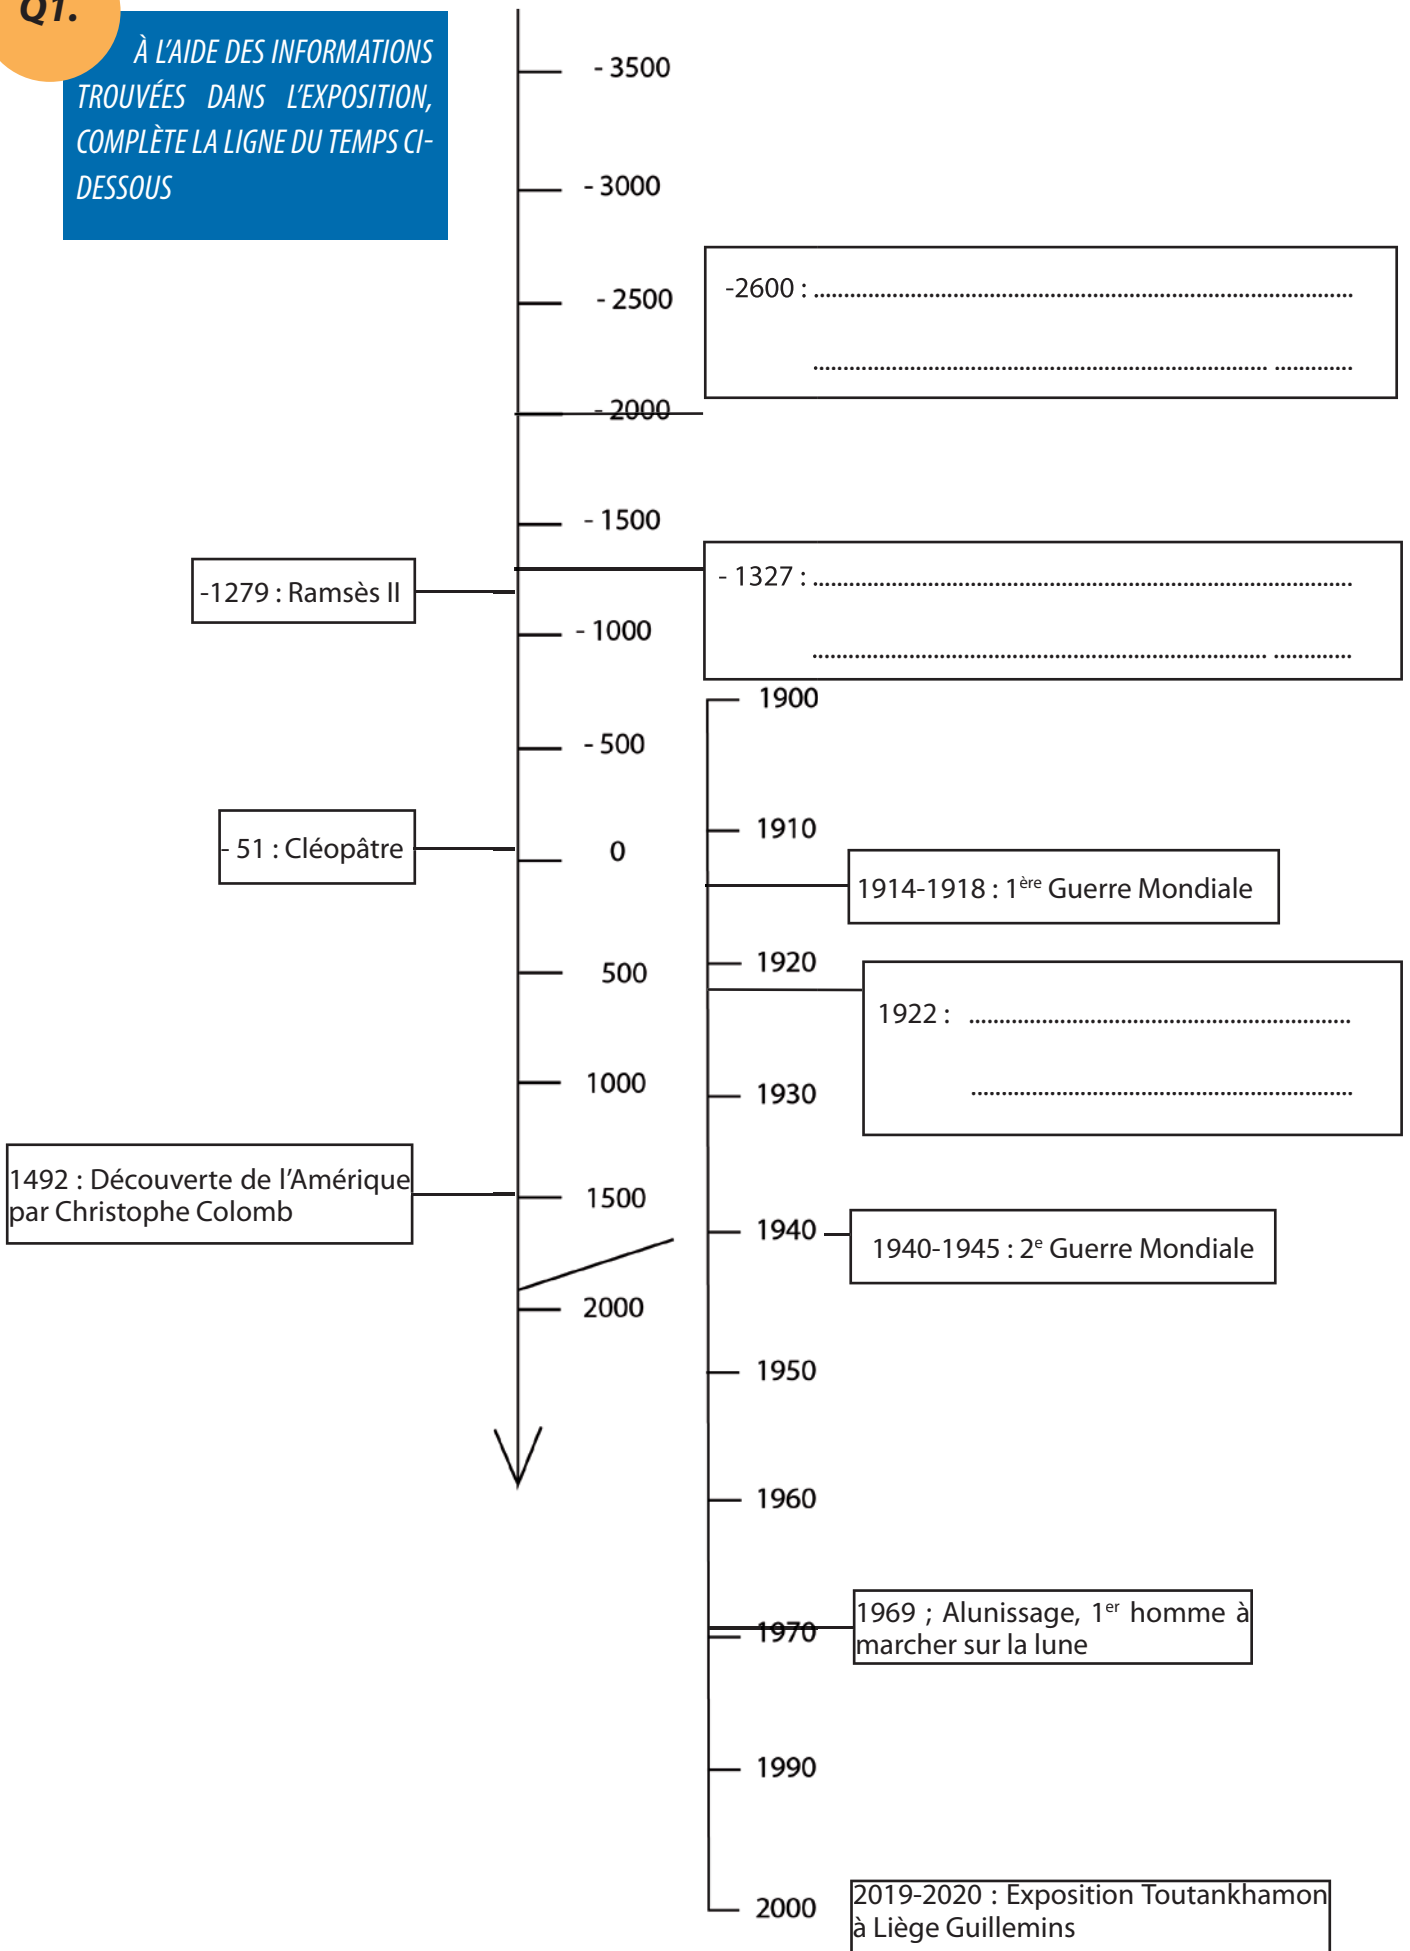 Q1.
À L'AIDE DES INFORMATIONS
TROUVÉES DANS L'EXPOSITION,
COMPLÈTE LA LIGNE DU TEMPS CI-
DESSOUS
- 3500
- 3000
- 2500
-2600 : ..........................................................................................
............................................................................ .............
- 2000
- 1500
- 1327 : ..........................................................................................
............................................................................ .............
-1279 : Ramsès II
- 1000
- 500
- 51 : Cléopâtre
0
500
1000
1492 : Découverte de l'Amérique
par Christophe Colomb
1500
2000
1900
1910
1914-1918 : 1ère Guerre Mondiale
1920
1922 : ................................................................
................................................................
1930
1940
1940-1945 : 2e Guerre Mondiale
1950
1960
1969 ; Alunissage, 1er homme à
marcher sur la lune
1970
1990
2000
2019-2020 : Exposition Toutankhamon
à Liège Guillemins